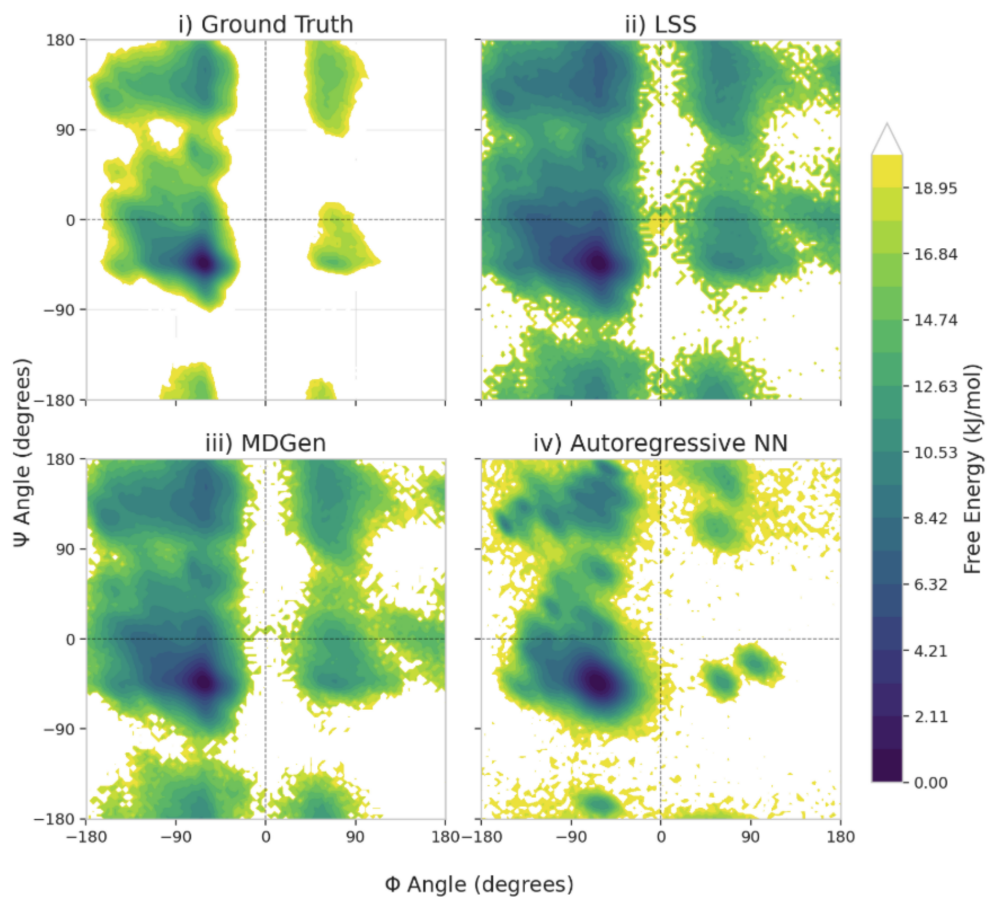 i) Ground Truth
ii) LSS
180
90
0
−90
−180
18.95
16.84
14.74
12.63
10.53
8.42
6.32
4.21
2.11
0.00
Free Energy (kJ/mol)
Ψ Angle (degrees)
iii) MDGen
iv) Autoregressive NN
180
90
0
−90
−180
−180 −90 0 90 180
−180 −90 0 90 180
Φ Angle (degrees)